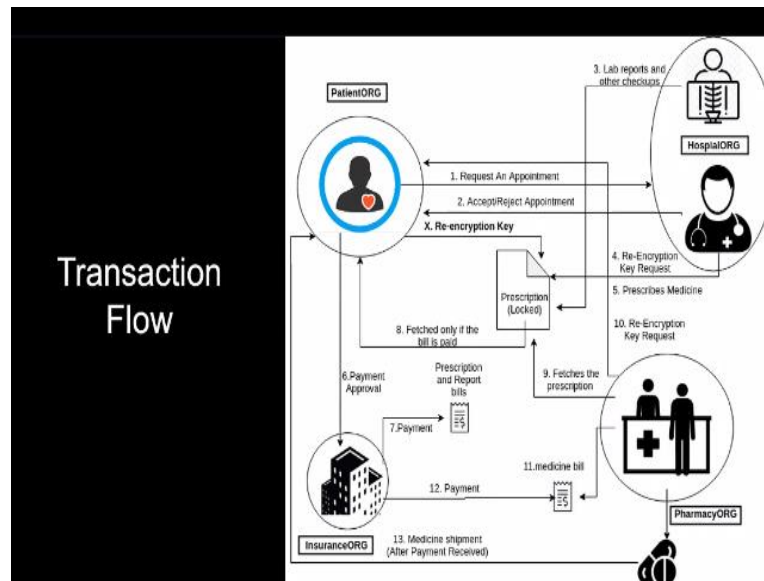 Transaction
Flow
PatientORG
3. Lab reports and
other checkups
HospialORG
1. Request An Appointment
2. Accept/Reject Appointment
X. Re-encryption Key
4. Re-Encryption
Key Request
5. Prescribes Medicine
Prescription
(Locked)
8. Fetched only if the
bill is paid
10. Re-Encryption
Key Request
6.Payment
Approval
Prescription
and Report
bills
9. Fetches the
prescription
7.Payment
11.medicine bill
12. Payment
PharmacyORG
InsuranceORG
13. Medicine shipment
(After Payment Received)